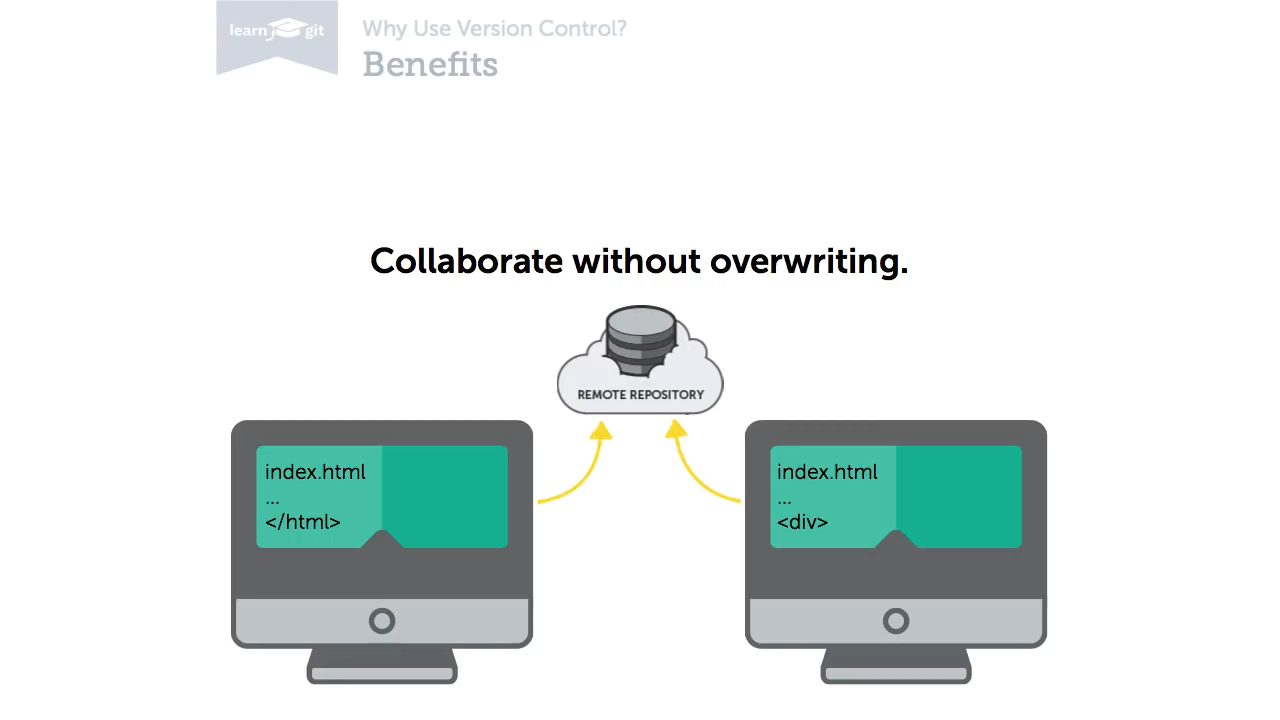 learn git
Why Use Version Control?
Benefits
Collaborate without overwriting.
REMOTE REPOSITORY
index.html
...
</html>
index.html
...
<div>